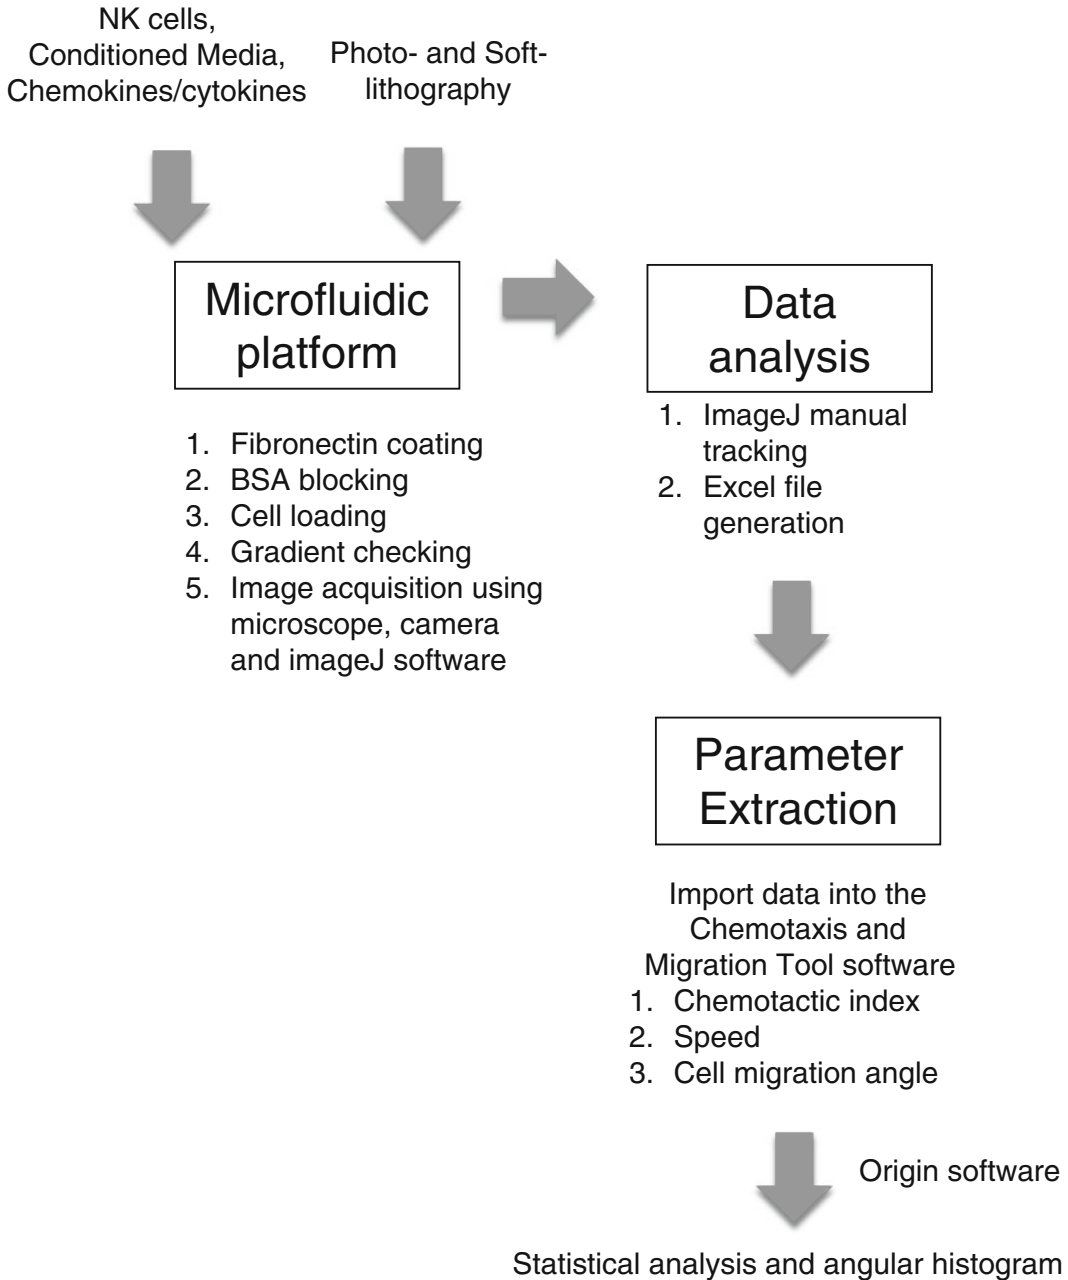 NK cells,
Conditioned Media,
Chemokines/cytokines
Photo- and Soft-
lithography
Microfluidic
platform
1. Fibronectin coating
2. BSA blocking
3. Cell loading
4. Gradient checking
5. Image acquisition using
microscope, camera
and imageJ software
Data
analysis
1. ImageJ manual
tracking
2. Excel file
generation
Parameter
Extraction
Import data into the
Chemotaxis and
Migration Tool software
1. Chemotactic index
2. Speed
3. Cell migration angle
Origin software
Statistical analysis and angular histogram